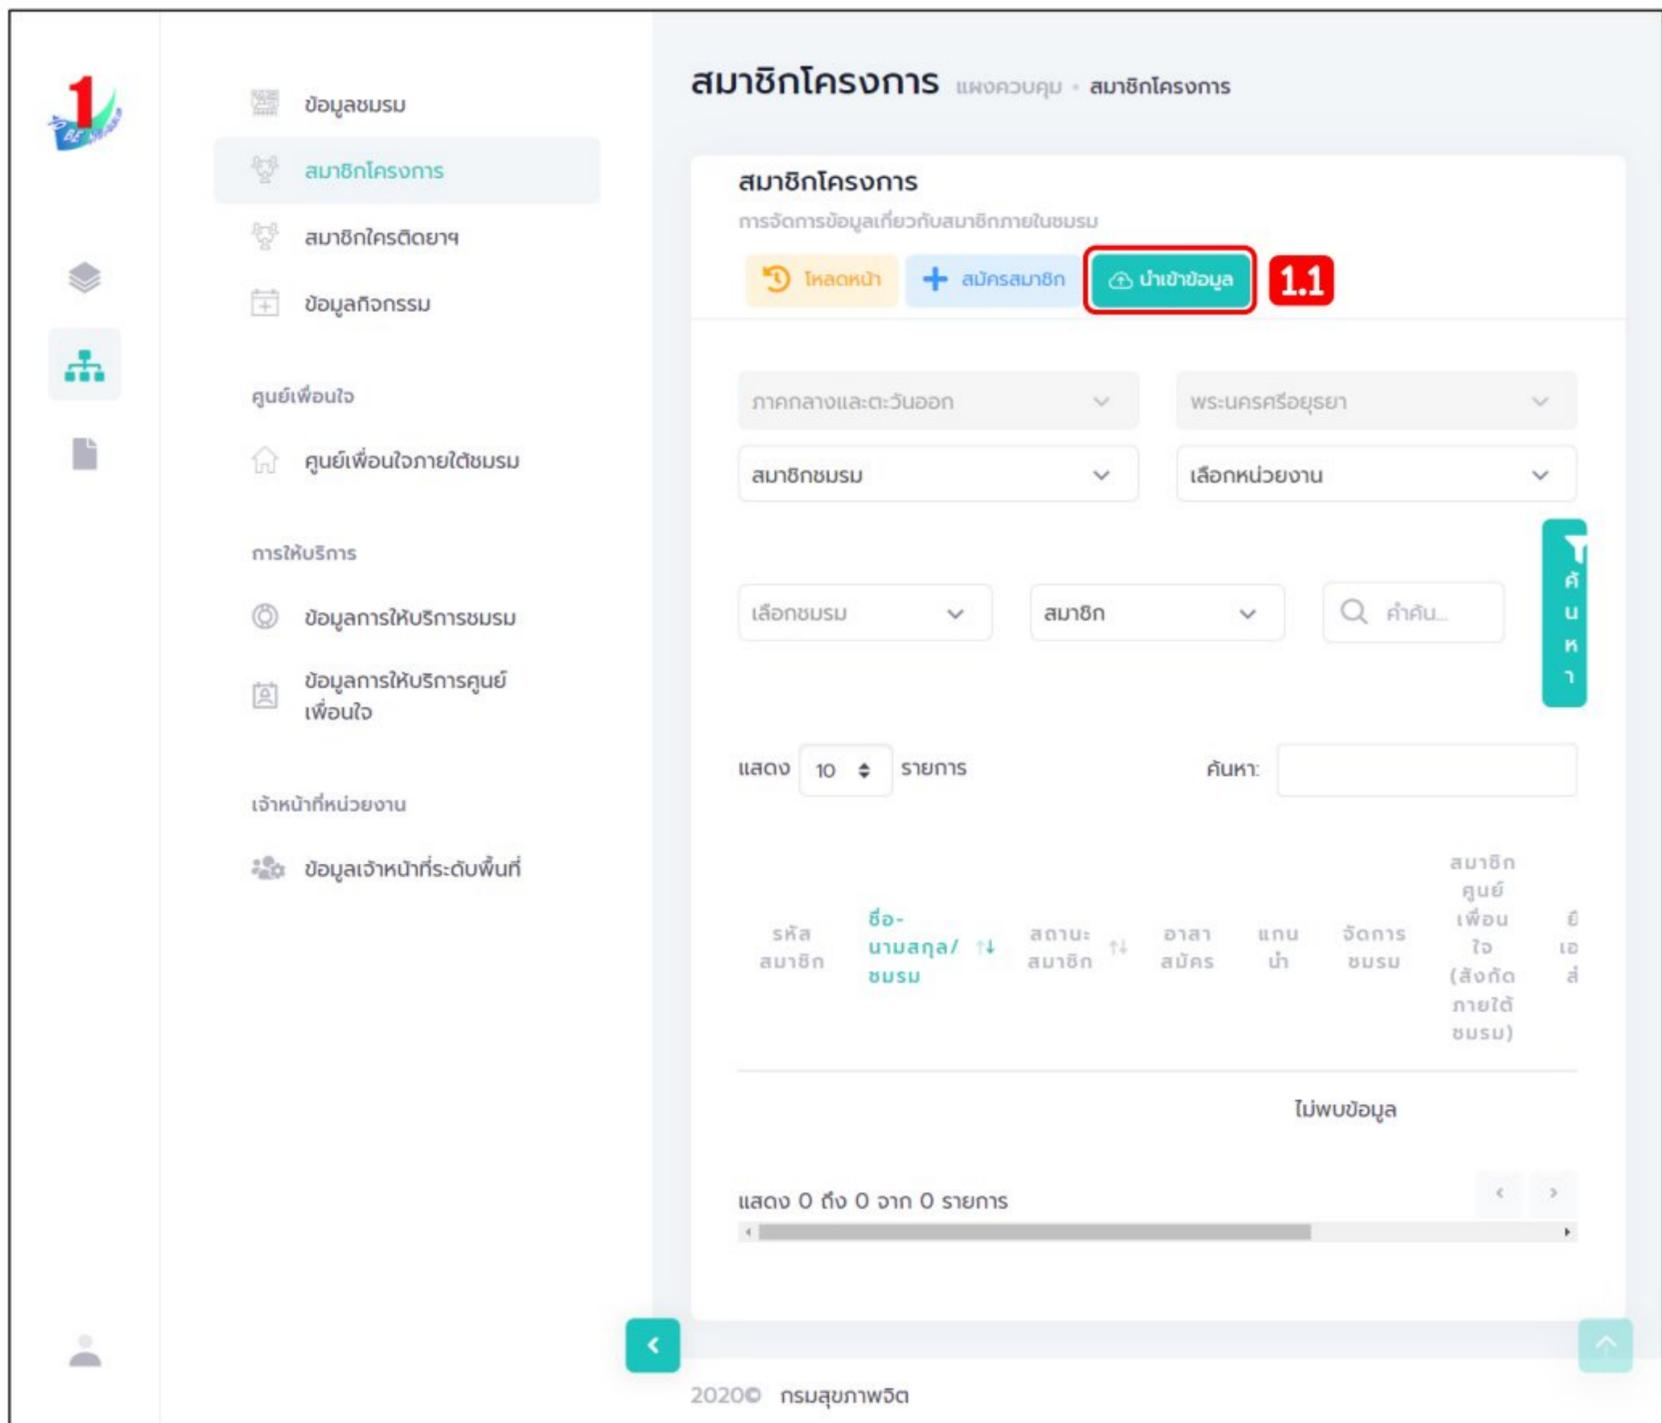 1
TO BE NUMBER
ข้อมูลชมรม
สมาชิกโครงการ
สมาชิกใครติดยาฯ
ข้อมูลกิจกรรม
ศูนย์เพื่อนใจ
ศูนย์เพื่อนใจภายใต้ชมรม
การให้บริการ
ข้อมูลการให้บริการชมรม
ข้อมูลการให้บริการศูนย์
เพื่อนใจ
เจ้าหน้าที่หน่วยงาน
ข้อมูลเจ้าหน้าที่ระดับพื้นที่
สมาชิกโครงการ แผงควบคุม • สมาชิกโครงการ
สมาชิกโครงการ
การจัดการข้อมูลเกี่ยวกับสมาชิกภายในชมรม
โหลดหน้า สมัครสมาชิก นำเข้าข้อมูล 1.1
ภาคกลางและตะวันออก พระนครศรีอยุธยา
สมาชิกชมรม เลือกหน่วยงาน
เลือกชมรม สมาชิก คำค้น...
ค้
น
ห
า
แสดง 10 รายการ ค้นหา:
รหัส
สมาชิก
ชื่อ-
นามสกุล/
ชมรม
สถานะ
สมาชิก
อาสา
สมัคร
แกน
นำ
จัดการ
ชมรม
สมาชิก
ศูนย์
เพื่อน
ใจ
(สังกัด
ภายใต้
ชมรม)
ไม่พบข้อมูล
แสดง 0 ถึง 0 จาก 0 รายการ
2020© กรมสุขภาพจิต